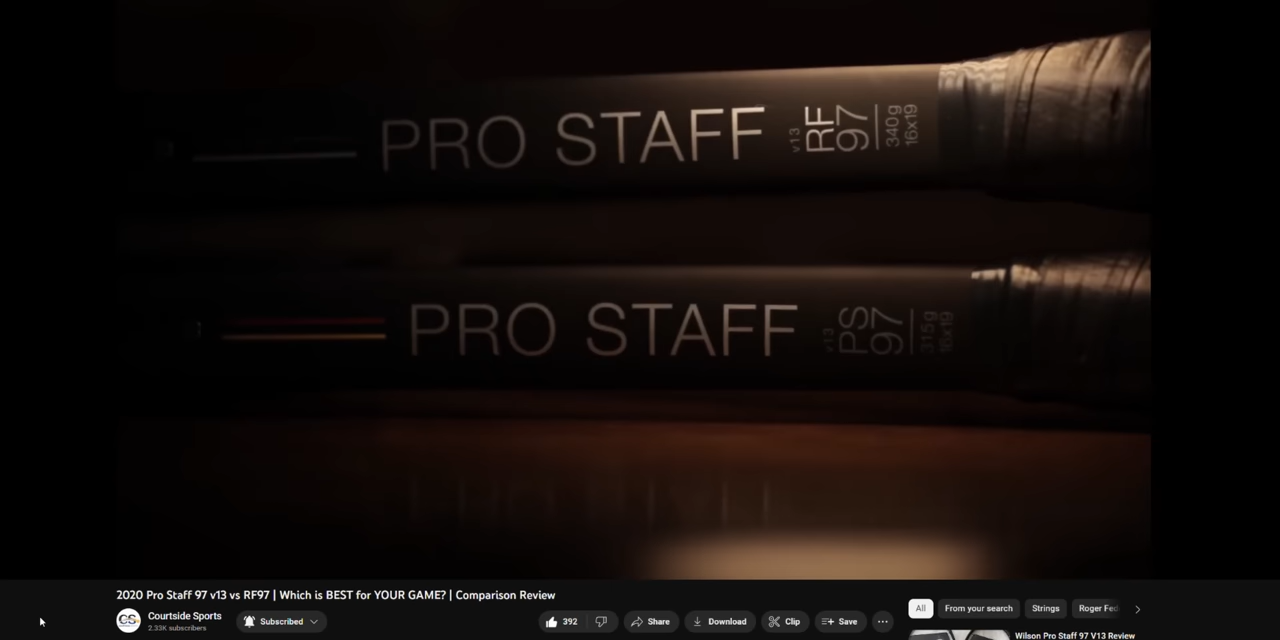 PRO STAFF v13 RF 97 340g 16x19
PRO STAFF v13 PS 97 315g 16x19
2020 Pro Staff 97 v13 vs RF97 | Which is BEST for YOUR GAME? | Comparison Review
CS Courtside Sports
2.33K subscribers
Subscribed
392
Share
Download
Clip
Save
All
From your search
Strings
Roger Fed
Wilson Pro Staff 97 V13 Review